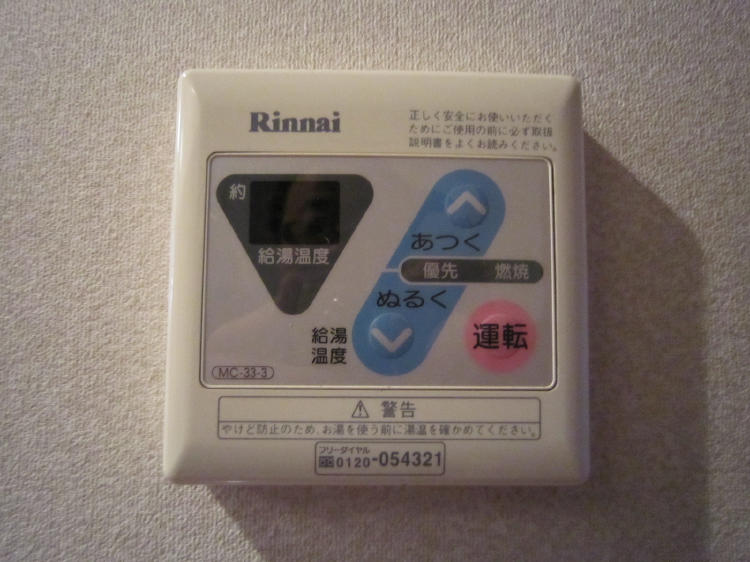 Rinnai
正しく安全にお使いいただく
ためにご使用の前に必ず取扱
説明書をよくお読みください。
約
給湯温度
あつく
優先 燃焼
ぬるく
給湯
温度
運転
MC-33-3
⚠ 警告
やけど防止のため、お湯を使う前に湯温を確かめてください。
フリーダイヤル
0120-054321